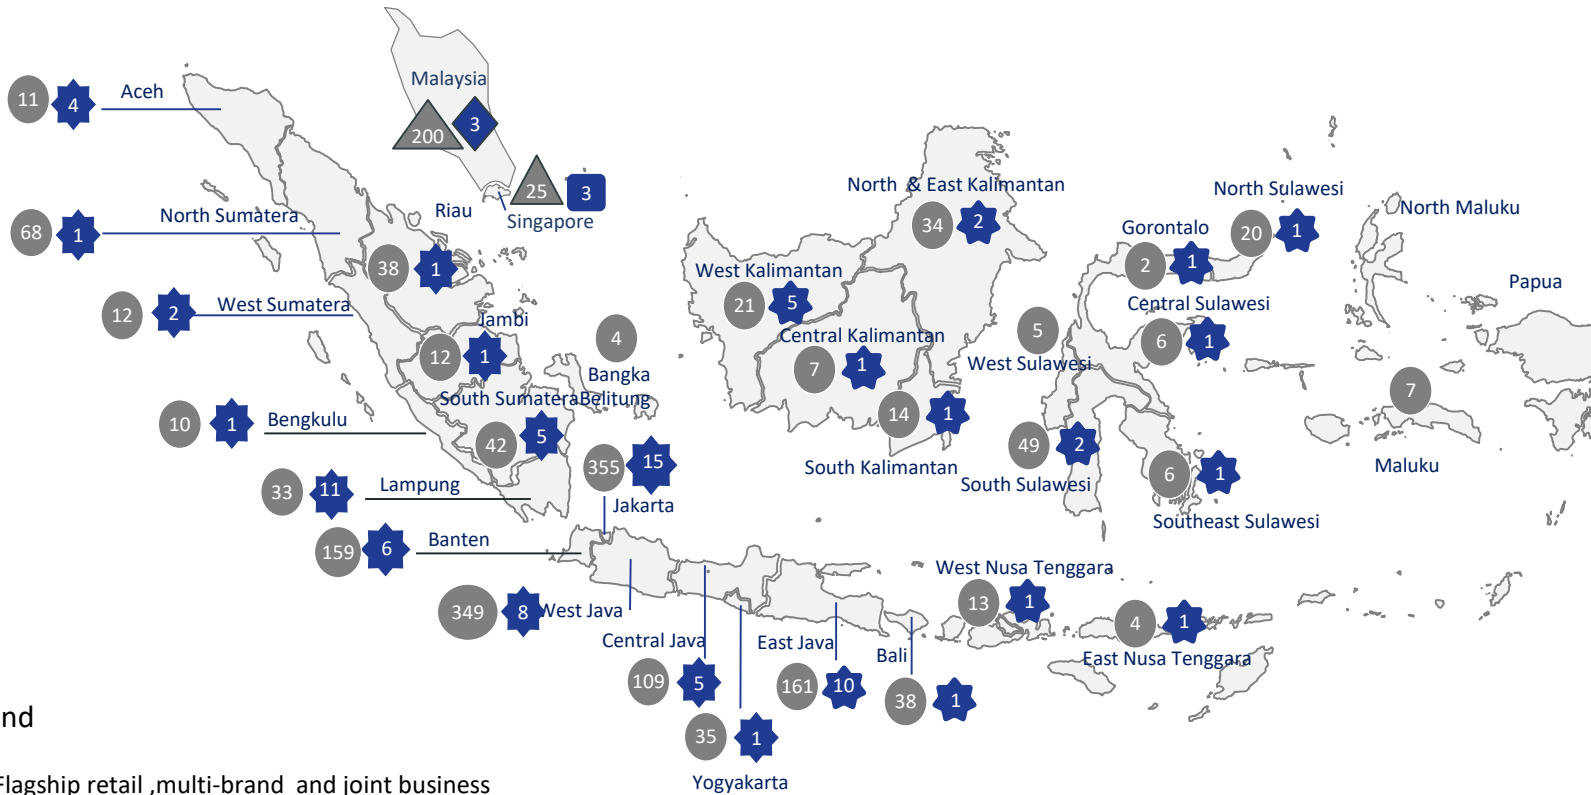 Malaysia
200 3
Aceh
11 4
25 3
Singapore
Riau
North Sumatera
68 1
38 1
West Sumatera
12 2
Jambi
12 1
4
Bangka
Belitung
South Sumatera
42 5
Bengkulu
10 1
Lampung
33 11
355 15
Jakarta
Banten
159 6
349 8 West Java
Central Java
109 5
35 1
Yogyakarta
East Java
161 10
Bali
38 1
North & East Kalimantan
34 2
West Kalimantan
21 5
Central Kalimantan
7 1
14 1
South Kalimantan
North Sulawesi
20 1
Gorontalo
2 1
Central Sulawesi
6 1
5
West Sulawesi
49 2
South Sulawesi
6 1
Southeast Sulawesi
West Nusa Tenggara
13 1
4 1
East Nusa Tenggara
North Maluku
Papua
7
Maluku
nd
Flagship retail ,multi-brand and joint business